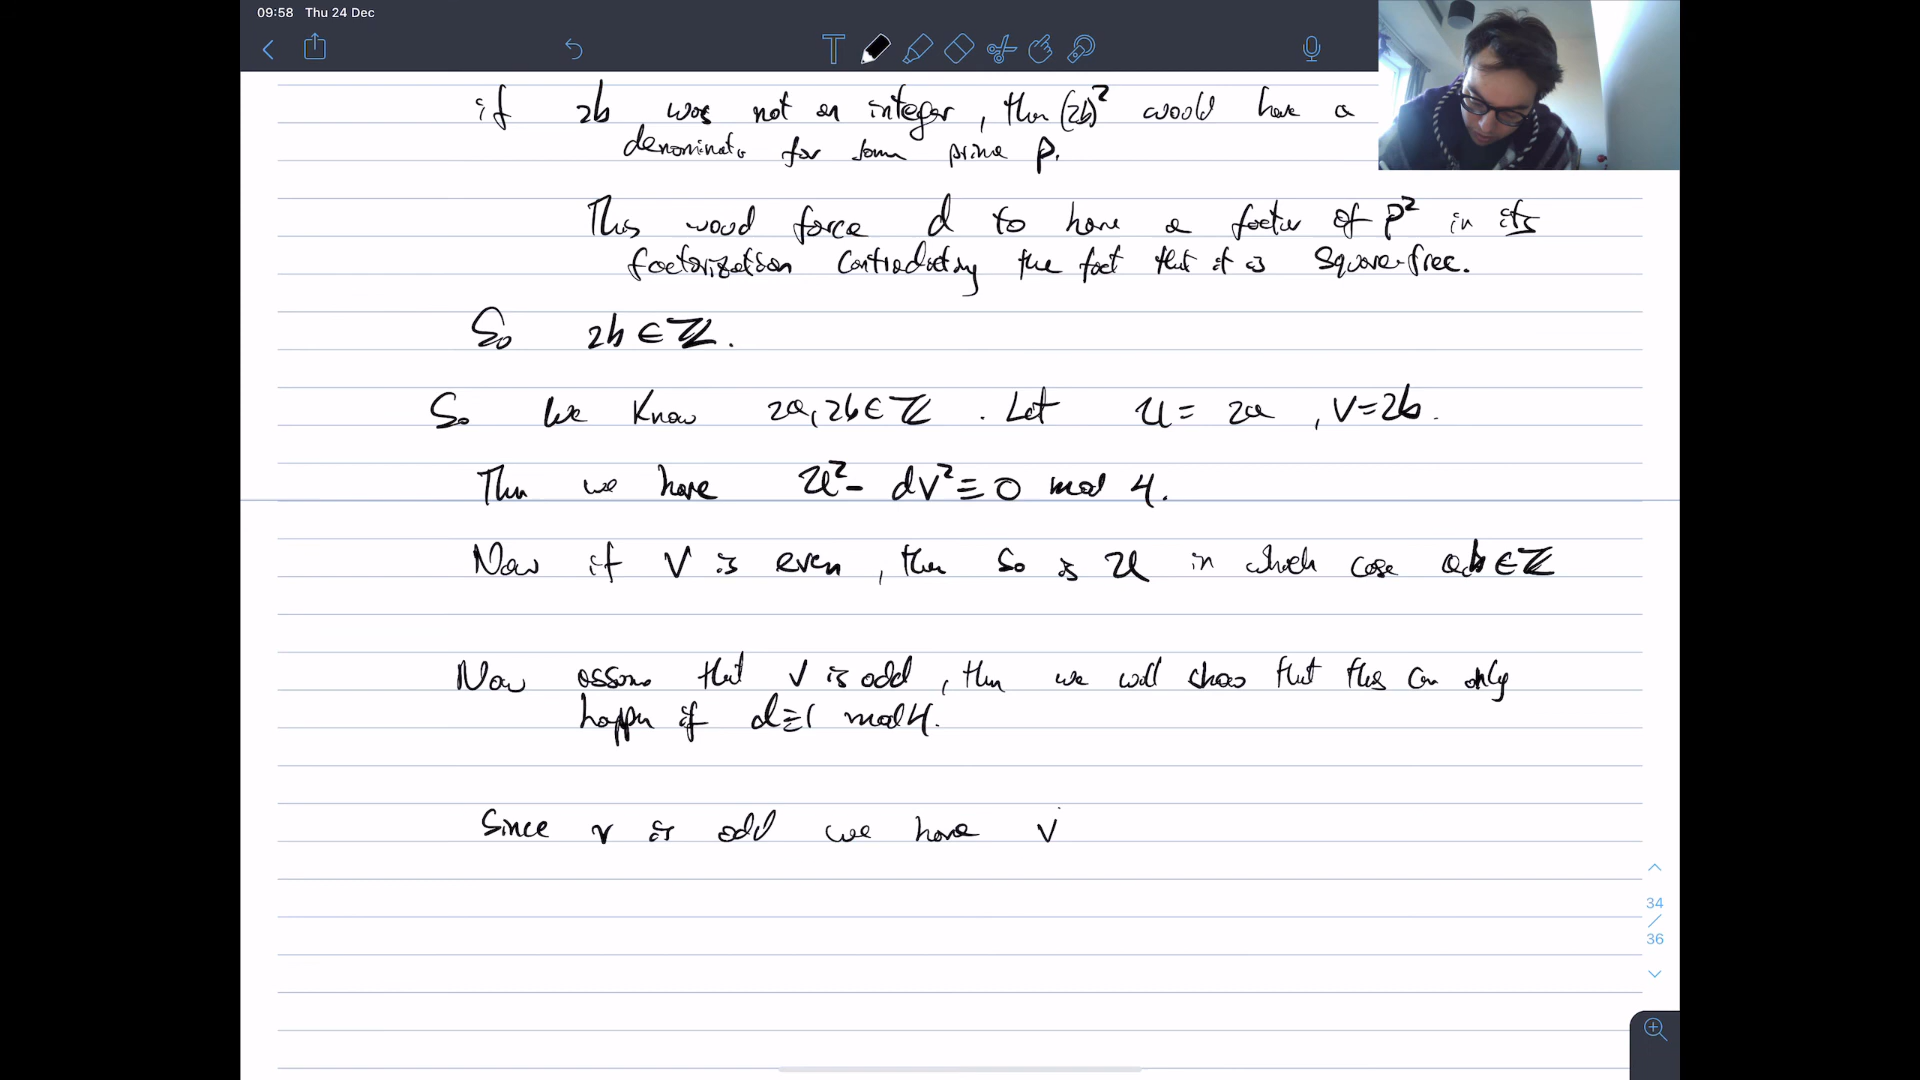 09:58 Thu 24 Dec
if 2b was not an integer, then (2b)² would have a
denominator for some prime p.
This would force d to have a factor of p² in its
factorization contradicting the fact that it is square-free.
So 2b ∈ ℤ.
So we know 2a, 2b ∈ ℤ. Let u = 2a, v = 2b.
Then we have u² - dv² ≡ 0 mod 4.
Now if v is even, then so is u in which case a,b ∈ ℤ
Now assume that v is odd, then we will show that this can only
happen if d ≡ 1 mod 4.
Since v is odd we have v
34
36